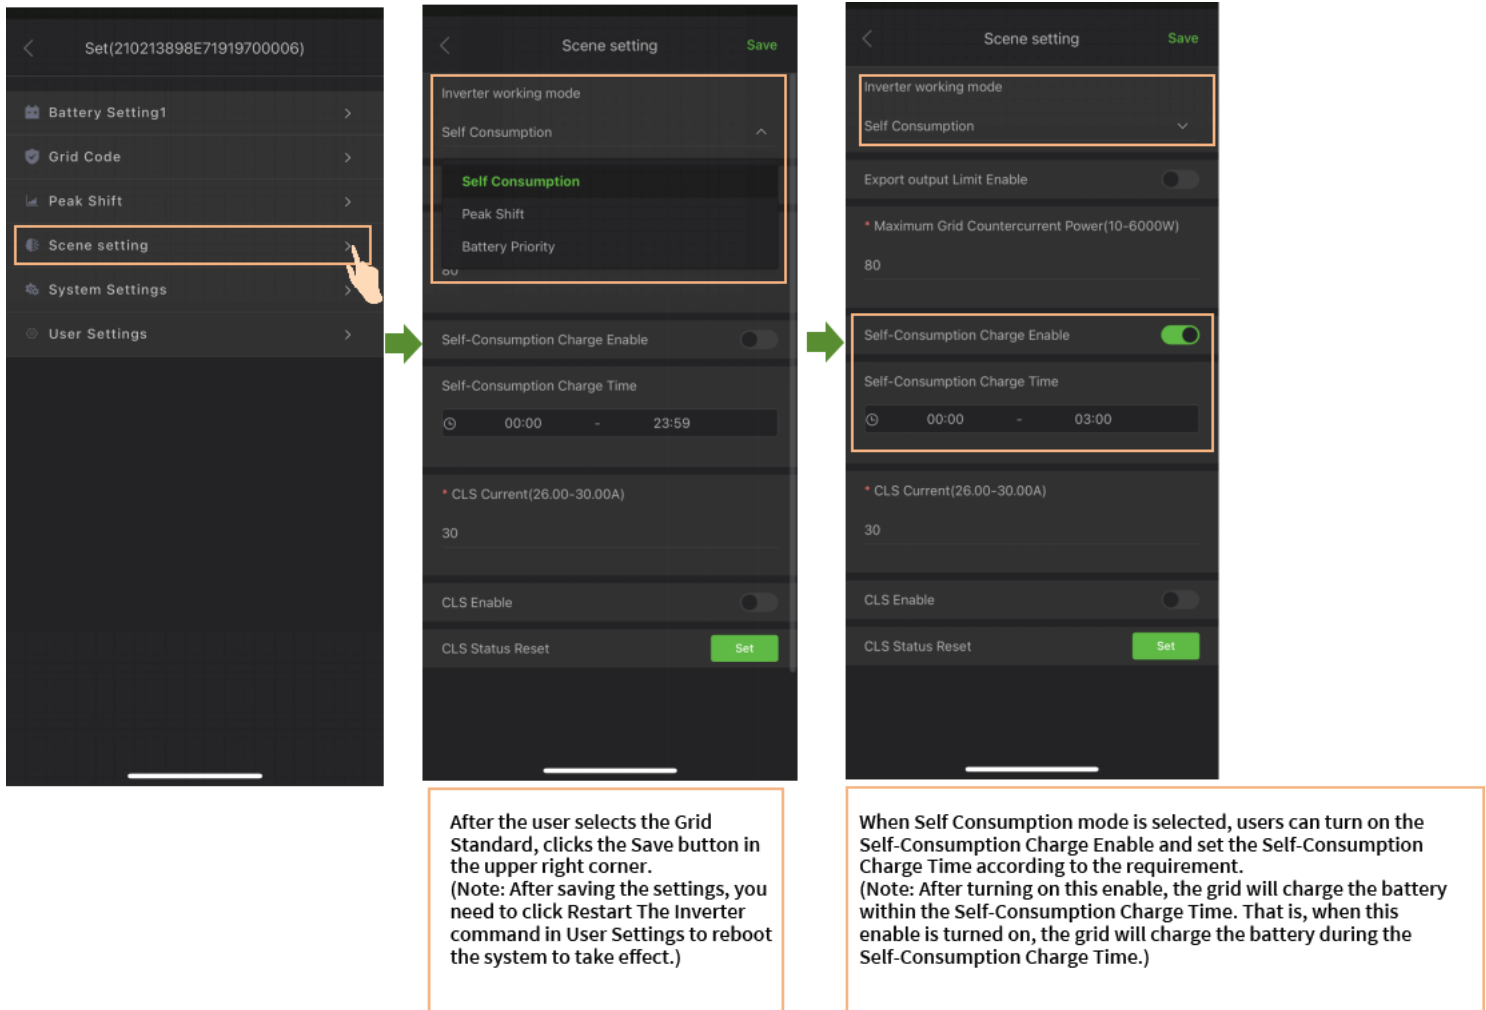 Set(210213898E71919700006)
Battery Setting1
Grid Code
Peak Shift
Scene setting
System Settings
User Settings
Scene setting
Save
Inverter working mode
Self Consumption
Self Consumption
Peak Shift
Battery Priority
80
Self-Consumption Charge Enable
Self-Consumption Charge Time
00:00 - 23:59
* CLS Current(26.00-30.00A)
30
CLS Enable
CLS Status Reset
Set
After the user selects the Grid
Standard, clicks the Save button in
the upper right corner.
(Note: After saving the settings, you
need to click Restart The Inverter
command in User Settings to reboot
the system to take effect.)
Scene setting
Save
Inverter working mode
Self Consumption
Export output Limit Enable
* Maximum Grid Countercurrent Power(10-6000W)
80
Self-Consumption Charge Enable
Self-Consumption Charge Time
00:00 - 03:00
* CLS Current(26.00-30.00A)
30
CLS Enable
CLS Status Reset
Set
When Self Consumption mode is selected, users can turn on the
Self-Consumption Charge Enable and set the Self-Consumption
Charge Time according to the requirement.
(Note: After turning on this enable, the grid will charge the battery
within the Self-Consumption Charge Time. That is, when this
enable is turned on, the grid will charge the battery during the
Self-Consumption Charge Time.)